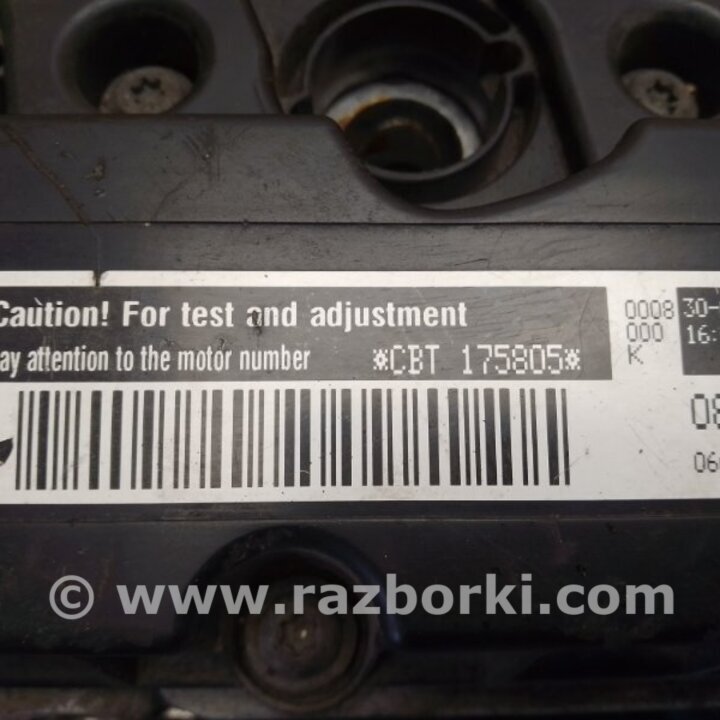 Caution! For test and adjustment
ay attention to the motor number *CBT 175805*
0008
000
K
30-
16:
08
06
© www.razborki.com